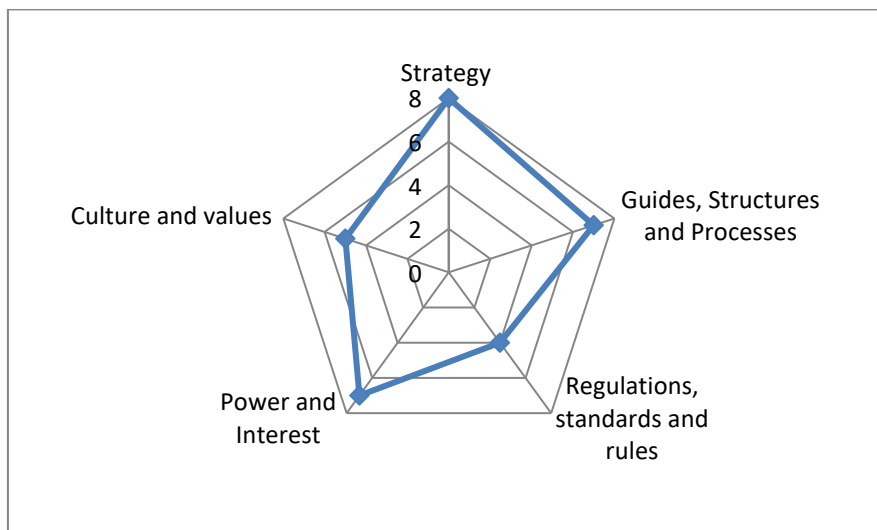 Strategy
8
6
4
2
0
Guides, Structures
and Processes
Regulations,
standards and
rules
Power and
Interest
Culture and values